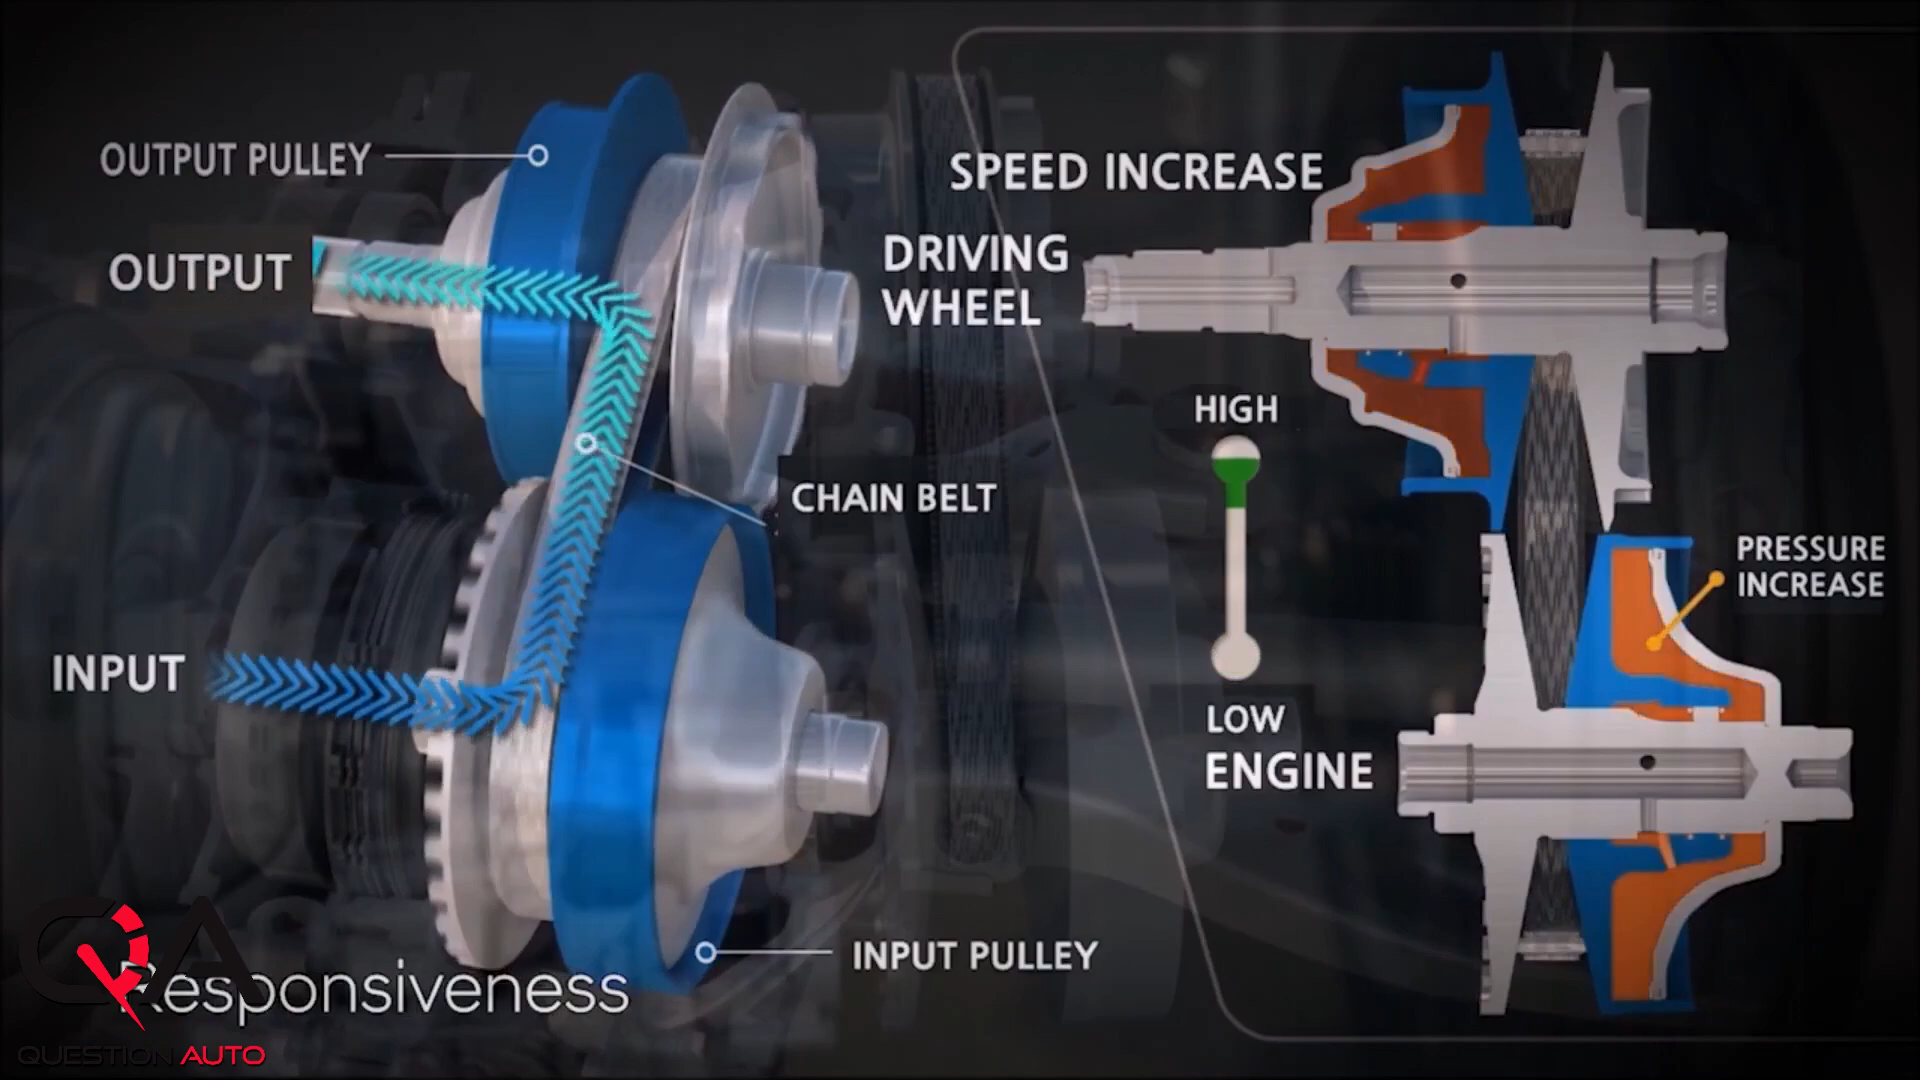 OUTPUT PULLEY
OUTPUT
INPUT
CHAIN BELT
INPUT PULLEY
SPEED INCREASE
DRIVING
WHEEL
HIGH
LOW
ENGINE
PRESSURE
INCREASE
QA
Responsiveness
QUESTION AUTO